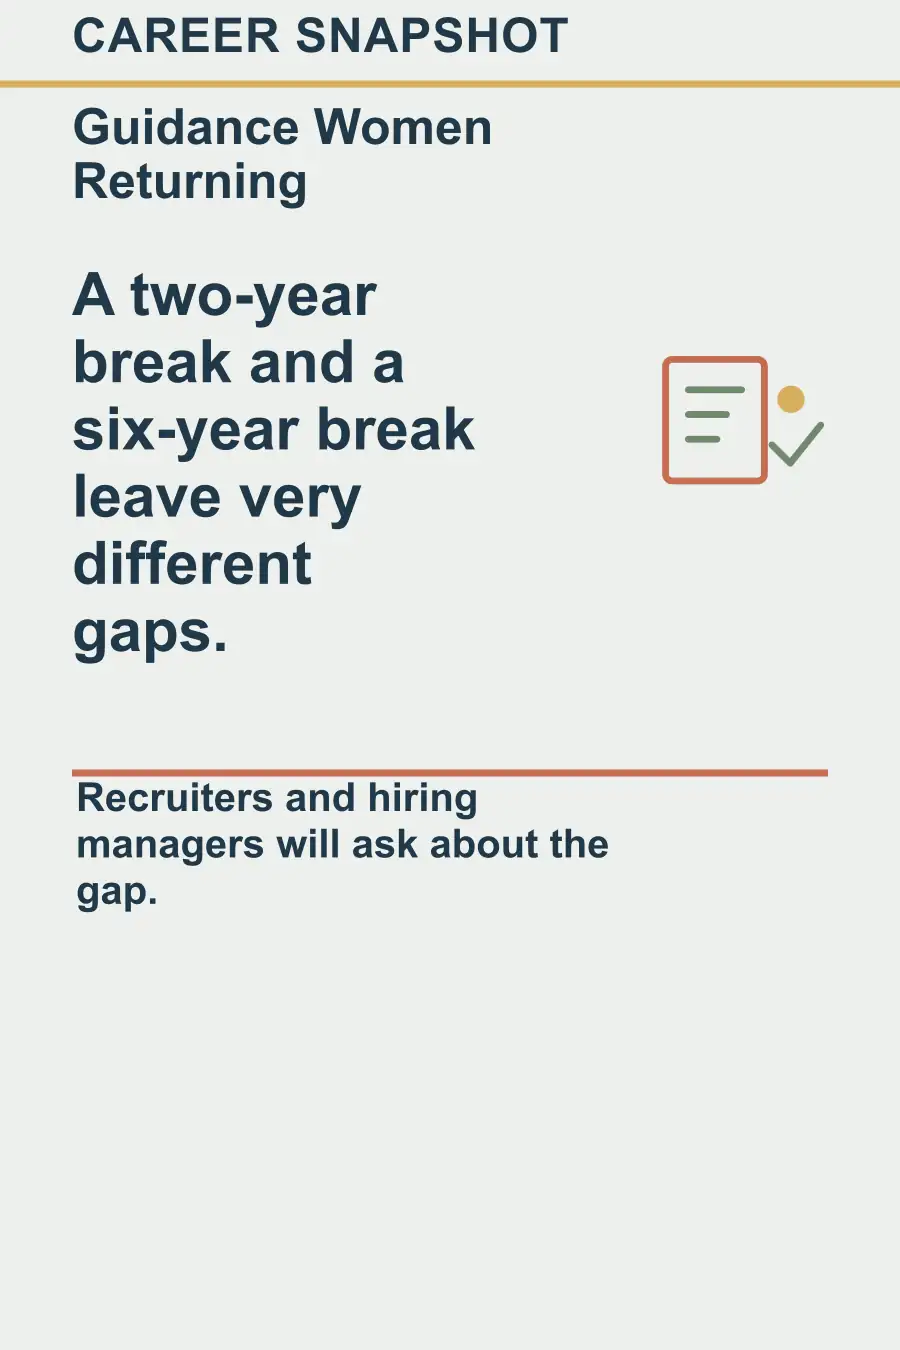 CAREER SNAPSHOT
Guidance Women
Returning
A two-year
break and a
six-year break
leave very
different
gaps.
Recruiters and hiring
managers will ask about the
gap.